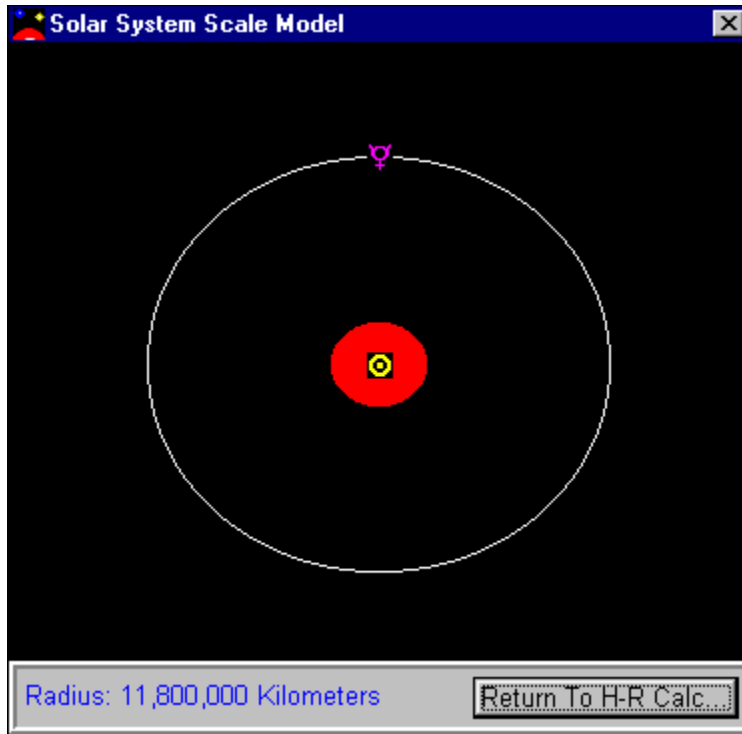 Solar System Scale Model
Radius: 11,800,000 Kilometers
Return To H-R Calc...